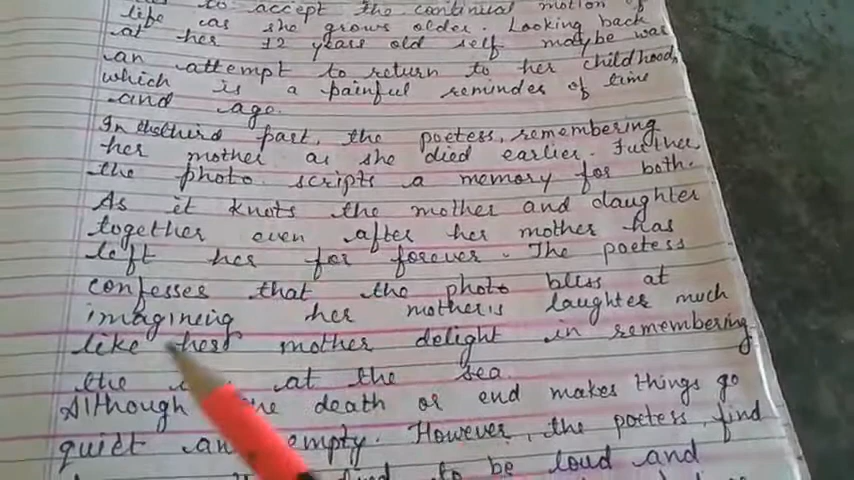 to accept the continual motion of
life as she grows older. Looking back
at her 12 years old self maybe was
an attempt to return to her childhood,
which is a painful reminder of time
and age.
In the third part, the poetess, remembering
her mother as she died earlier. Further
the photo scripts a memory for both.
As it knots the mother and daughter
together even after her mother has
left her for forever. The poetess
confesses that the photo bliss at
imagining her mother's laughter much
like her mother delight in remembering
the at the sea.
Although the death or end makes things go
quiet and empty. However, the poetess, find
to be loud and